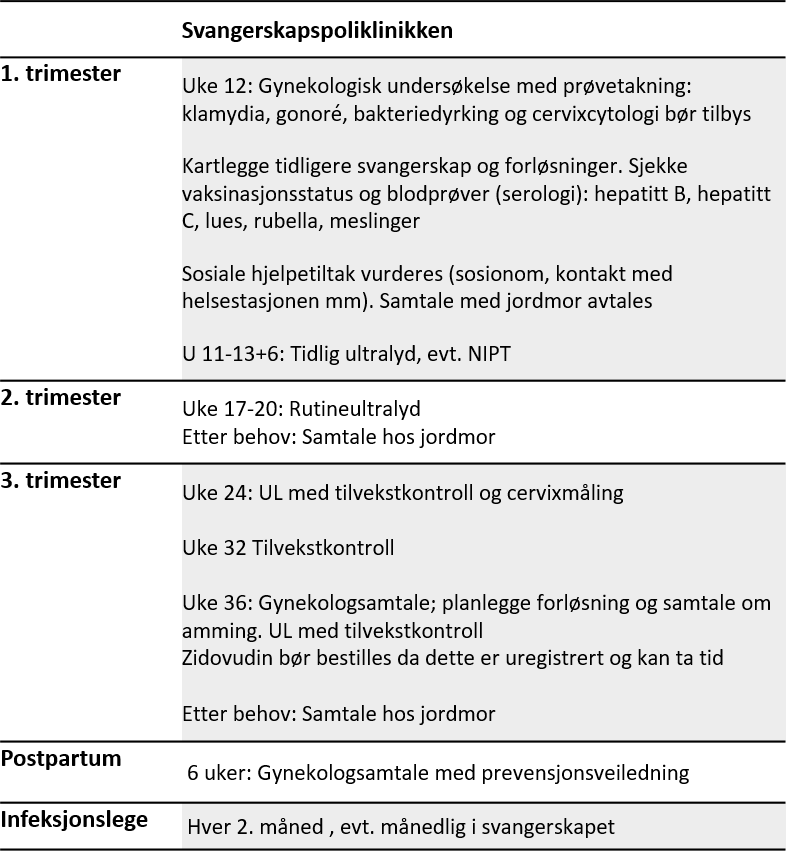 Svangerskapspoliklinikken
1. trimester
Uke 12: Gynekologisk undersøkelse med prøvetakning:
klamydia, gonoré, bakteriedyrking og cervixcytologi bør tilbys
Kartlegge tidligere svangerskap og forløsninger. Sjekke
vaksinasjonsstatus og blodprøver (serologi): hepatitt B, hepatitt
C, lues, rubella, meslinger
Sosiale hjelpetiltak vurderes (sosionom, kontakt med
helsestasjonen mm). Samtale med jordmor avtales
U 11-13+6: Tidlig ultralyd, evt. NIPT
2. trimester
Uke 17-20: Rutineultralyd
Etter behov: Samtale hos jordmor
3. trimester
Uke 24: UL med tilvekstkontroll og cervixmåling
Uke 32 Tilvekstkontroll
Uke 36: Gynekologsamtale; planlegge forløsning og samtale om
amming. UL med tilvekstkontroll
Zidovudin bør bestilles da dette er uregistrert og kan ta tid
Etter behov: Samtale hos jordmor
Postpartum
6 uker: Gynekologsamtale med prevensjonsveiledning
Infeksjonslege
Hver 2. måned , evt. månedlig i svangerskapet